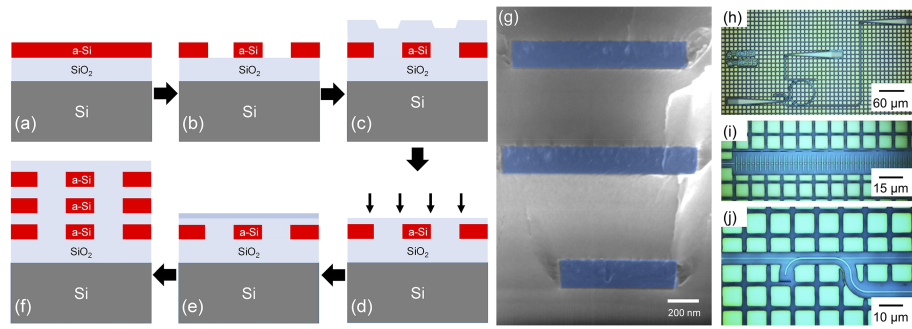 a-Si
SiO₂
Si
(a)
a-Si
SiO₂
Si
(b)
a-Si
SiO₂
Si
(c)
a-Si
SiO₂
Si
(d)
a-Si
SiO₂
Si
(e)
a-Si
a-Si
a-Si
SiO₂
Si
(f)
(g)
200 nm
(h)
60 µm
(i)
15 µm
(j)
10 µm